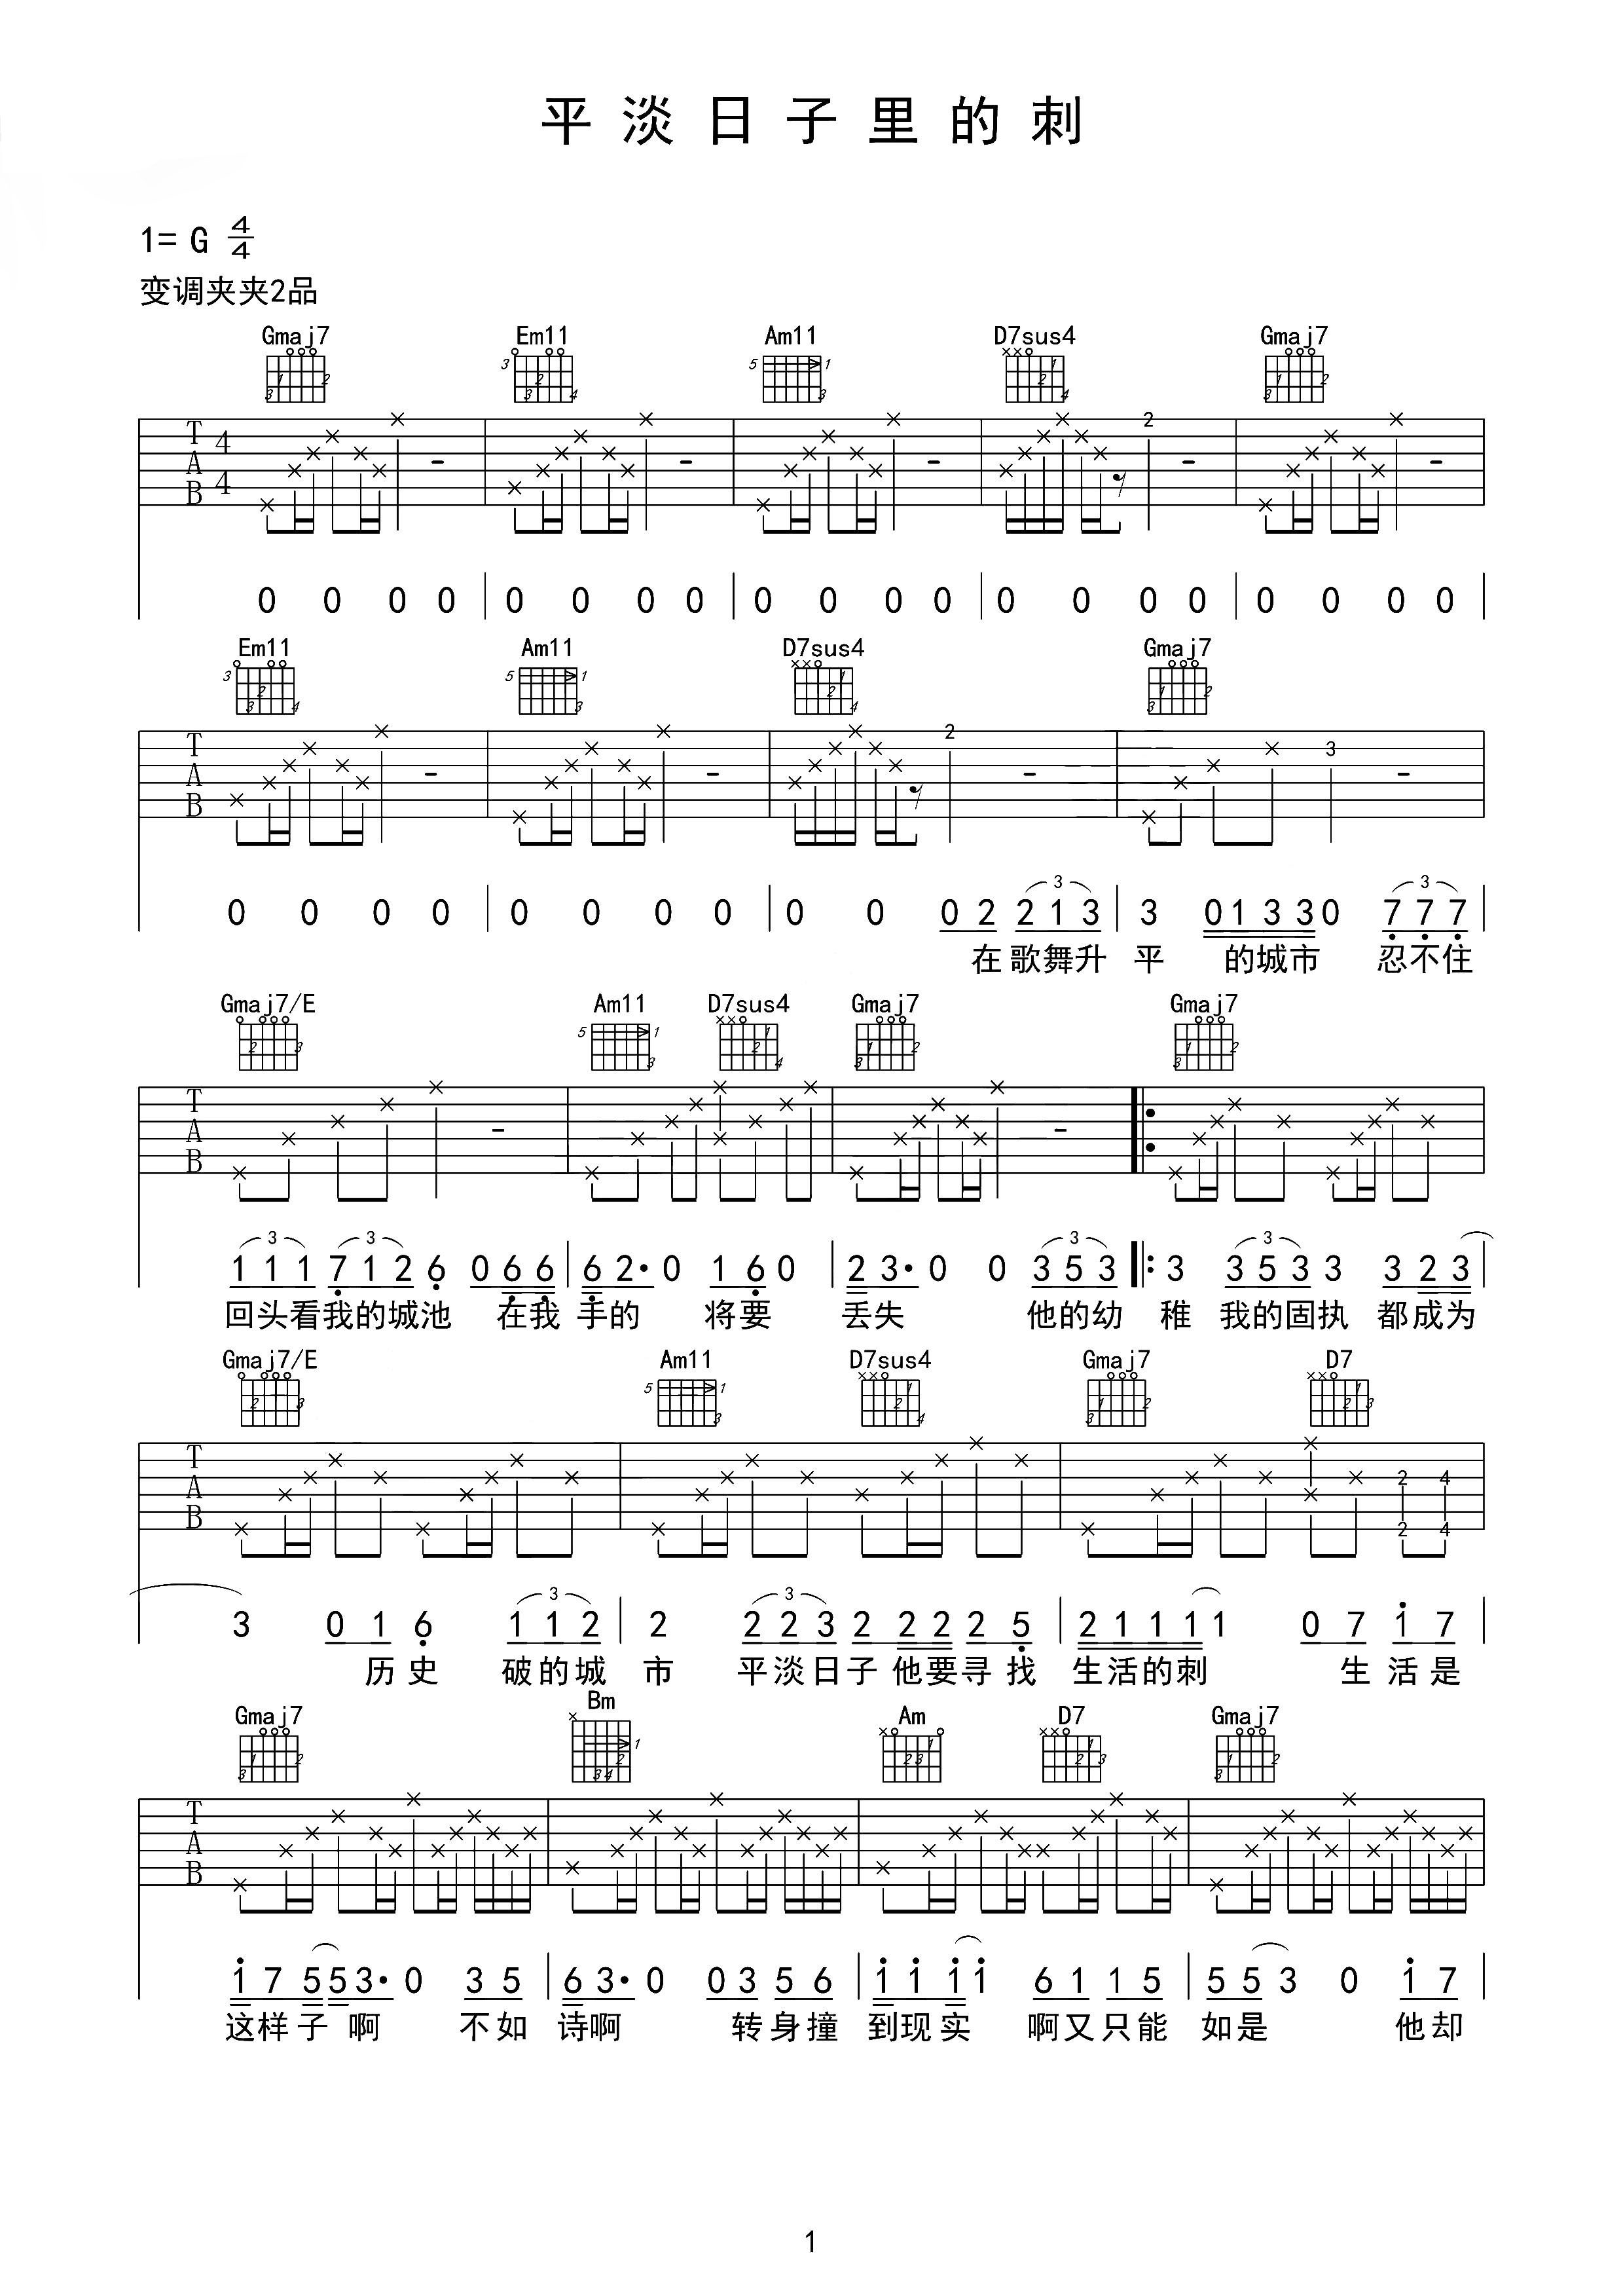 平淡日子里的刺
1= G 4/4
变调夹夹2品
Gmaj7 Em11 Am11 D7sus4 Gmaj7
T A B 4 4 2
0 0 0 0 0 0 0 0 0 0 0 0 0 0 0 0 0 0 0 0
Em11 Am11 D7sus4 Gmaj7
T A B 2 3
0 0 0 0 0 0 0 0 0 0 0 2 2 1 3 3 0 1 3 3 0 7 7 7
在歌舞升 平 的城市 忍不住
Gmaj7/E Am11 D7sus4 Gmaj7 Gmaj7
T A B
1 1 1 7 1 2 6 0 6 6 6 2· 0 1 6 0 2 3· 0 0 3 5 3 3 3 5 3 3 3 2 3
回头看我的城池 在我 手的 将要 丢失 他的幼 稚 我的固执 都成为
Gmaj7/E Am11 D7sus4 Gmaj7 D7
T A B 2 4 2 4
3 0 1 6 1 1 2 2 2 2 3 2 2 2 2 5 2 1 1 1 1 0 7 1 7
历史 破的城 市 平淡日子他要寻找 生活的刺 生活是
Gmaj7 Bm Am D7 Gmaj7
T A B
1 7 5 5 3· 0 3 5 6 3· 0 0 3 5 6 1 1 1 1 6 1 1 5 5 5 3 0 1 7
这样子 啊 不如 诗啊 转身撞 到现实 啊又只能 如是 他却
1